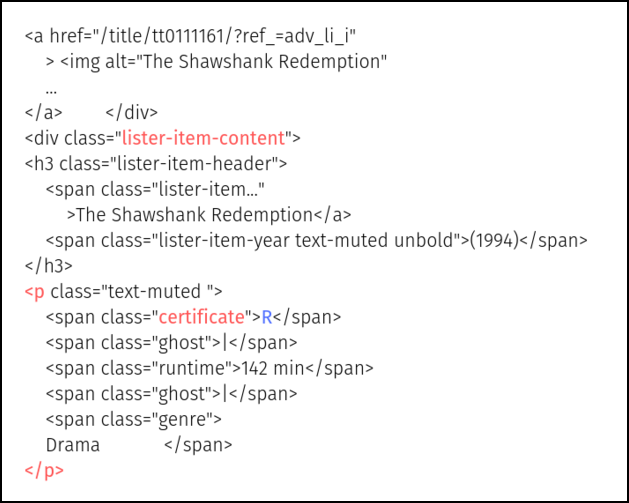 <a href="/title/tt0111161/?ref_=adv_li_i"
> <img alt="The Shawshank Redemption"
...
</a> </div>
<div class="lister-item-content">
<h3 class="lister-item-header">
<span class="lister-item..."
>The Shawshank Redemption</a>
<span class="lister-item-year text-muted unbold">(1994)</span>
</h3>
<p class="text-muted ">
<span class="certificate">R</span>
<span class="ghost">|</span>
<span class="runtime">142 min</span>
<span class="ghost">|</span>
<span class="genre">
Drama </span>
</p>